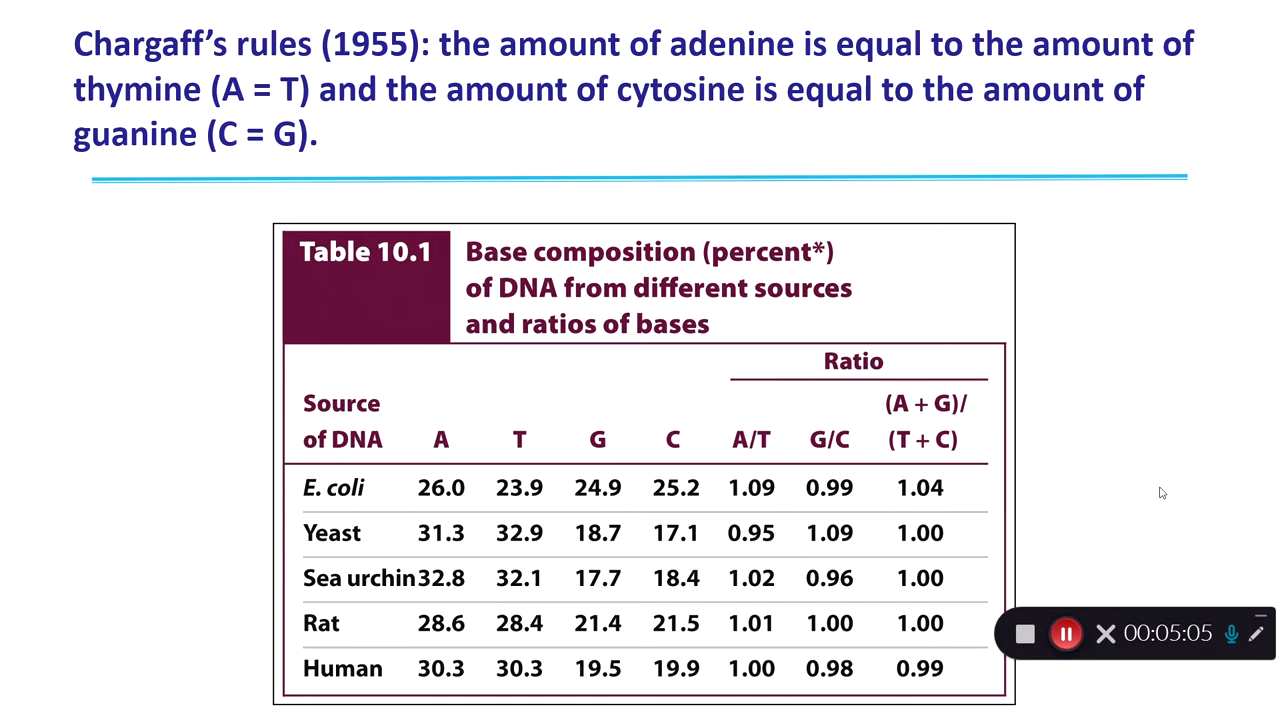 Chargaff’s rules (1955): the amount of adenine is equal to the amount of
thymine (A = T) and the amount of cytosine is equal to the amount of
guanine (C = G).
Table 10.1 Base composition (percent*)
of DNA from different sources
and ratios of bases
Ratio
Source (A + G)/
of DNA A T G C A/T G/C (T + C)
E. coli 26.0 23.9 24.9 25.2 1.09 0.99 1.04
Yeast 31.3 32.9 18.7 17.1 0.95 1.09 1.00
Sea urchin 32.8 32.1 17.7 18.4 1.02 0.96 1.00
Rat 28.6 28.4 21.4 21.5 1.01 1.00 1.00
Human 30.3 30.3 19.5 19.9 1.00 0.98 0.99
00:05:05